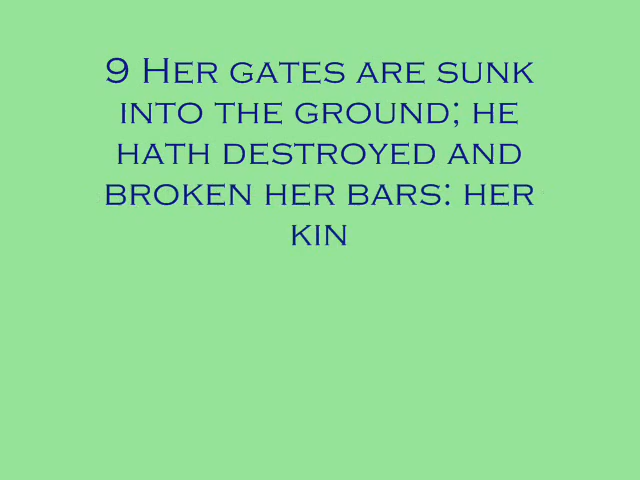 9 Her gates are sunk
into the ground; he
hath destroyed and
broken her bars: her
kin